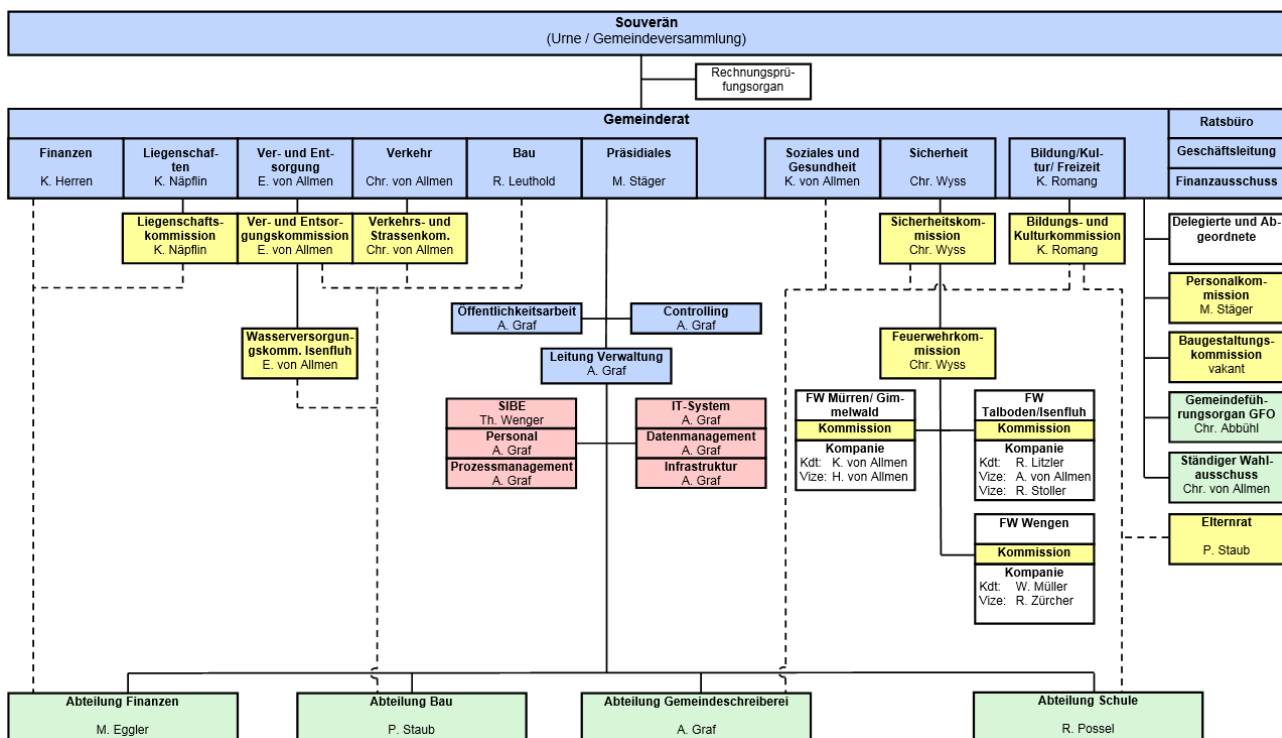 Souverän
(Urne / Gemeindeversammlung)
Rechnungsprü-
fungsorgan
Gemeinderat
Ratsbüro
Geschäftsleitung
Finanzausschuss
Finanzen
K. Herren
Liegenschaf-
ten
K. Näpflin
Ver- und Ent-
sorgung
E. von Allmen
Verkehr
Chr. von Allmen
Bau
R. Leuthold
Präsidiales
M. Stäger
Soziales und
Gesundheit
K. von Allmen
Sicherheit
Chr. Wyss
Bildung/Kul-
tur/ Freizeit
K. Romang
Liegenschafts-
kommission
K. Näpflin
Ver- und Entsor-
gungskommission
E. von Allmen
Verkehrs- und
Strassenkom.
Chr. von Allmen
Sicherheitskom-
mission
Chr. Wyss
Bildungs- und
Kulturkommission
K. Romang
Delegierte und Ab-
geordnete
Personalkom-
mission
M. Stäger
Baugestaltungs-
kommission
vakant
Gemeindefüh-
rungsorgan GFO
Chr. Abbühl
Ständiger Wahl-
ausschuss
Chr. von Allmen
Elternrat
P. Staub
Öffentlichkeitsarbeit
A. Graf
Controlling
A. Graf
Wasserversorgun-
gskomm. Isenfluh
E. von Allmen
Leitung Verwaltung
A. Graf
Feuerwehrkom-
mission
Chr. Wyss
SIBE
Th. Wenger
Personal
A. Graf
Prozessmanagement
A. Graf
IT-System
A. Graf
Datenmanagement
A. Graf
Infrastruktur
A. Graf
FW Mürren/ Gim-
melwald
Kommission
Kompanie
Kdt: K. von Allmen
Vize: H. von Allmen
FW
Talboden/Isenfluh
Kommission
Kompanie
Kdt: R. Litzler
Vize: A. von Allmen
Vize: R. Stoller
FW Wengen
Kommission
Kompanie
Kdt: W. Müller
Vize: R. Zürcher
Abteilung Finanzen
M. Eggler
Abteilung Bau
P. Staub
Abteilung Gemeindeschreiberei
A. Graf
Abteilung Schule
R. Possel